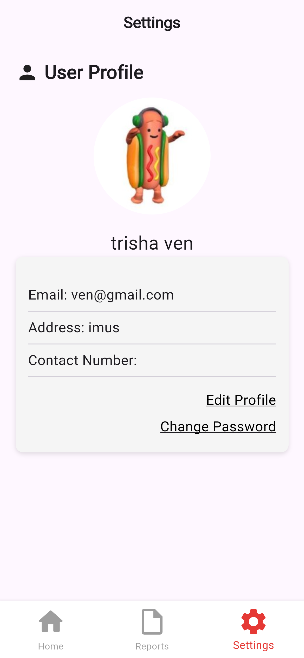 Settings
User Profile
trisha ven
Email: ven@gmail.com
Address: imus
Contact Number:
Edit Profile
Change Password
Home
Reports
Settings